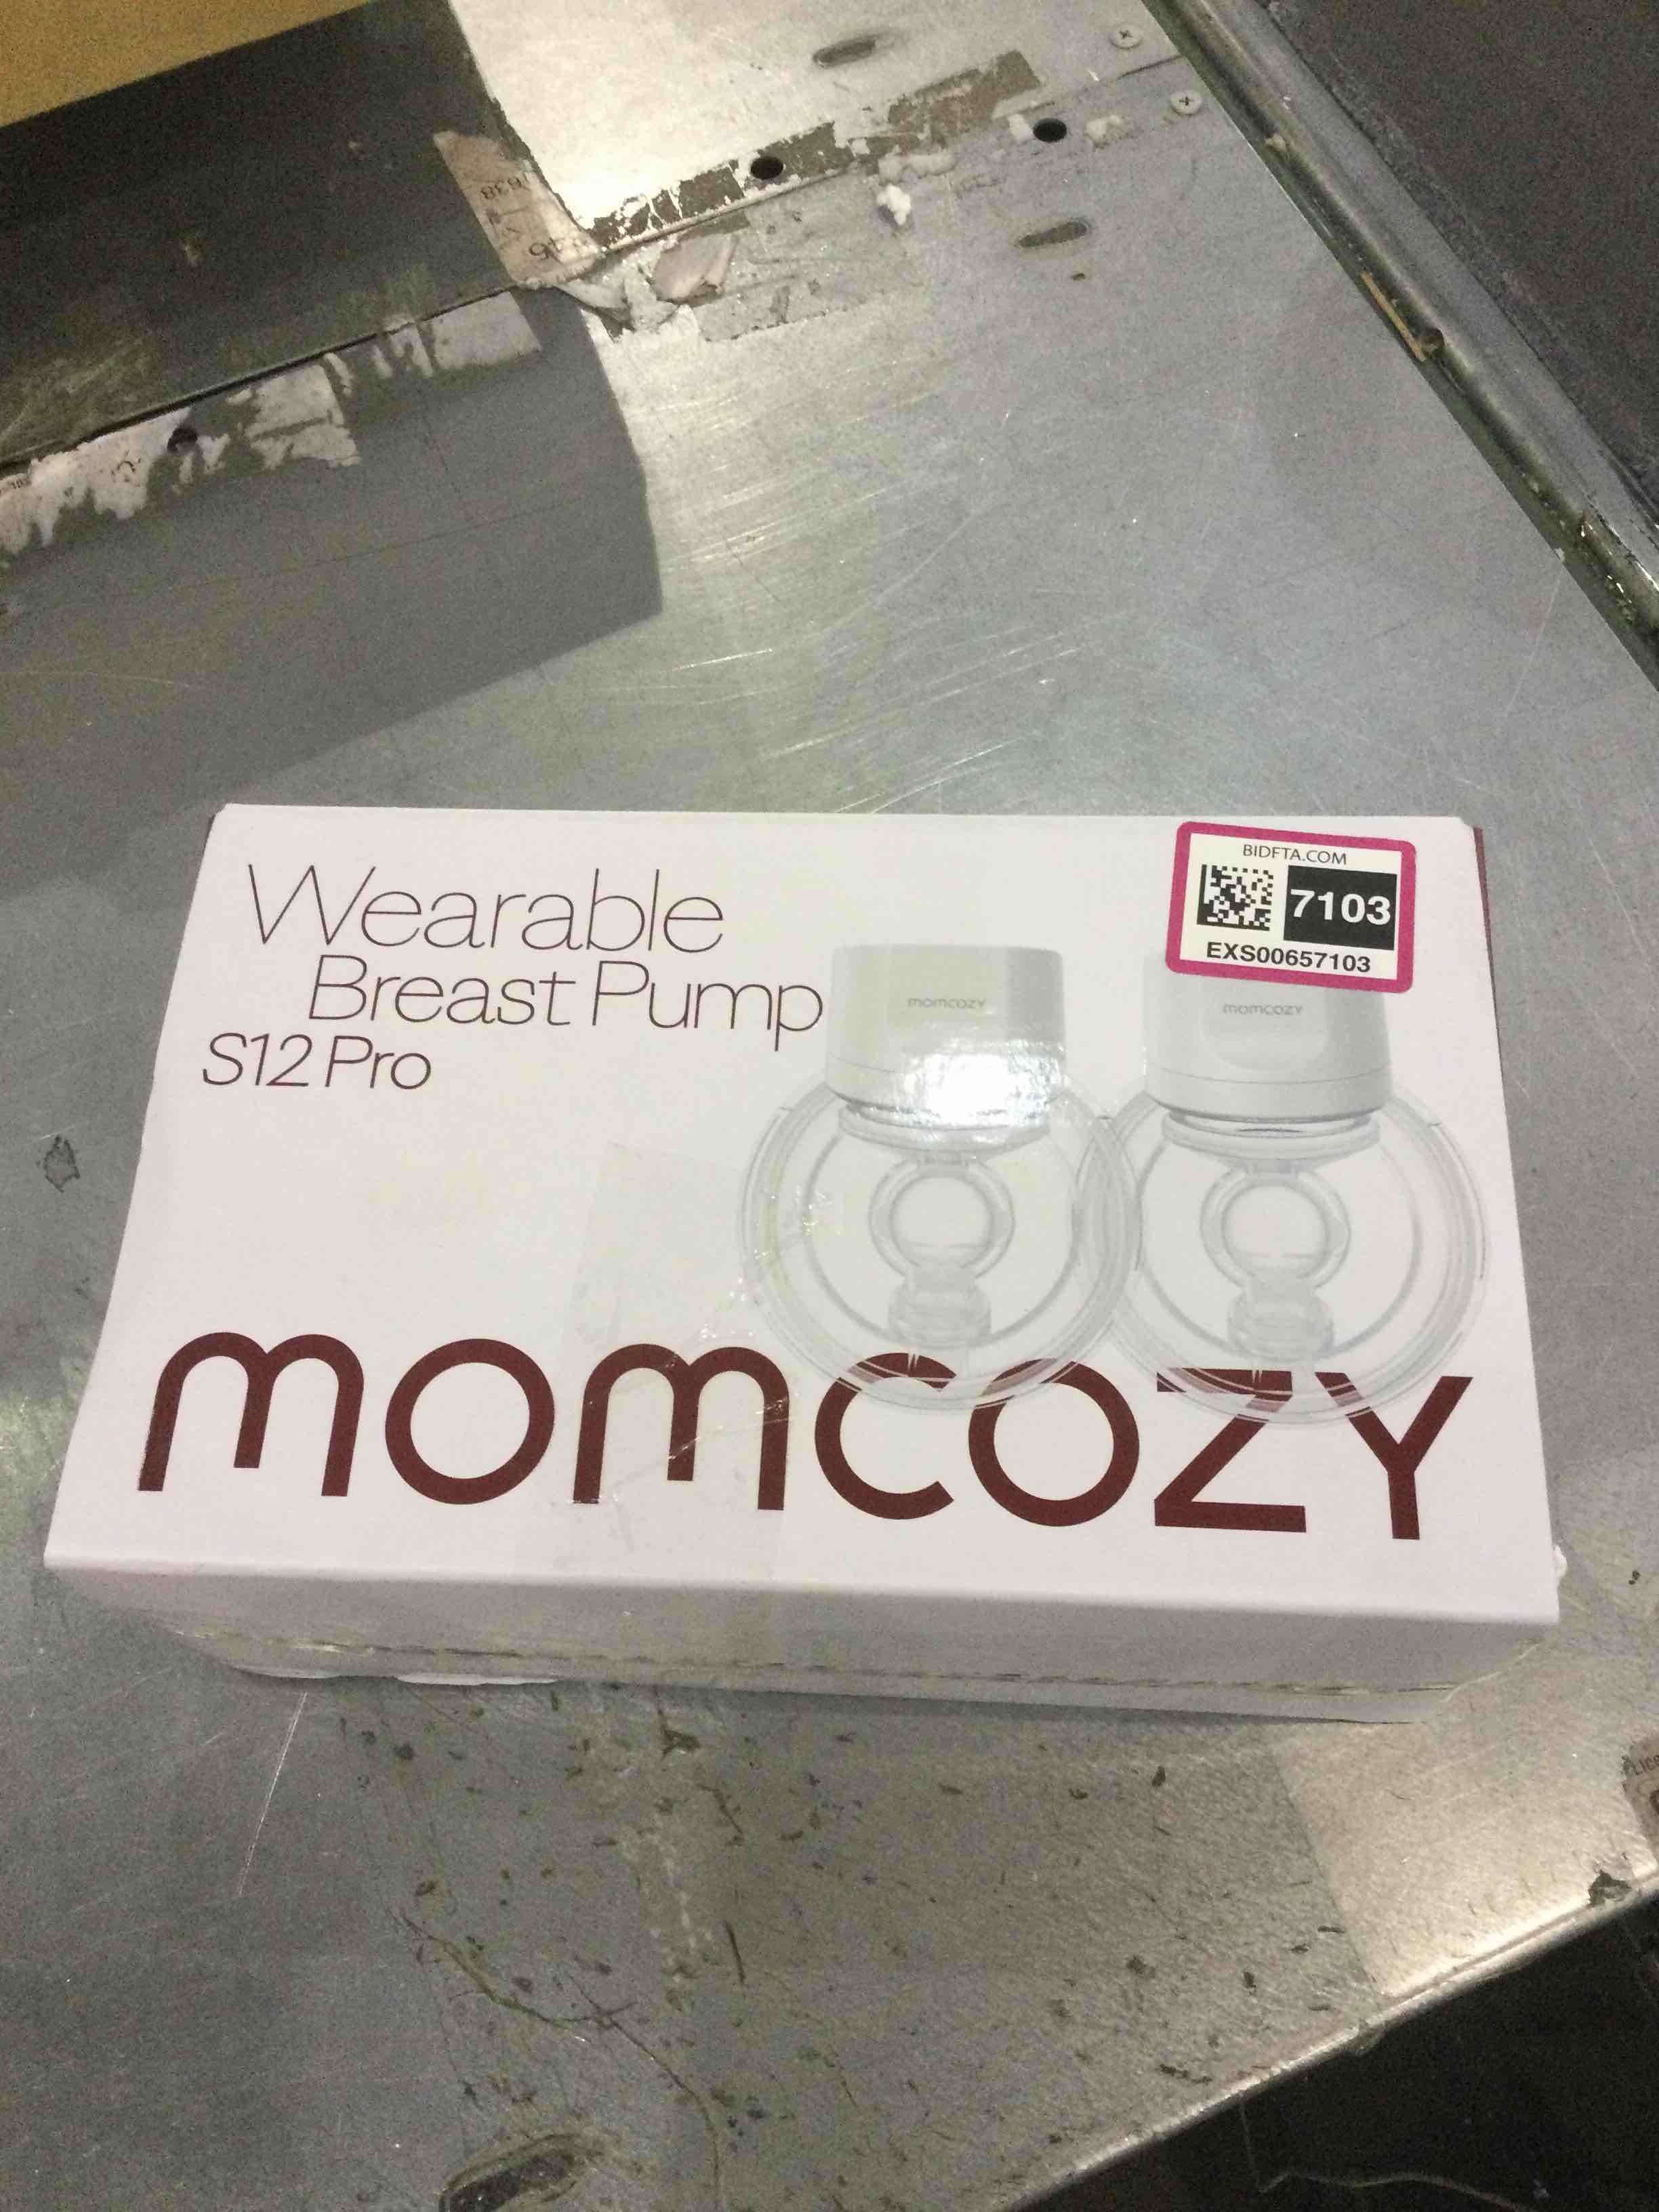 Wearable
Breast Pump
S12 Pro
BIDFTA.COM
7103
EXS00657103
momcozy
momcozy
momcozy